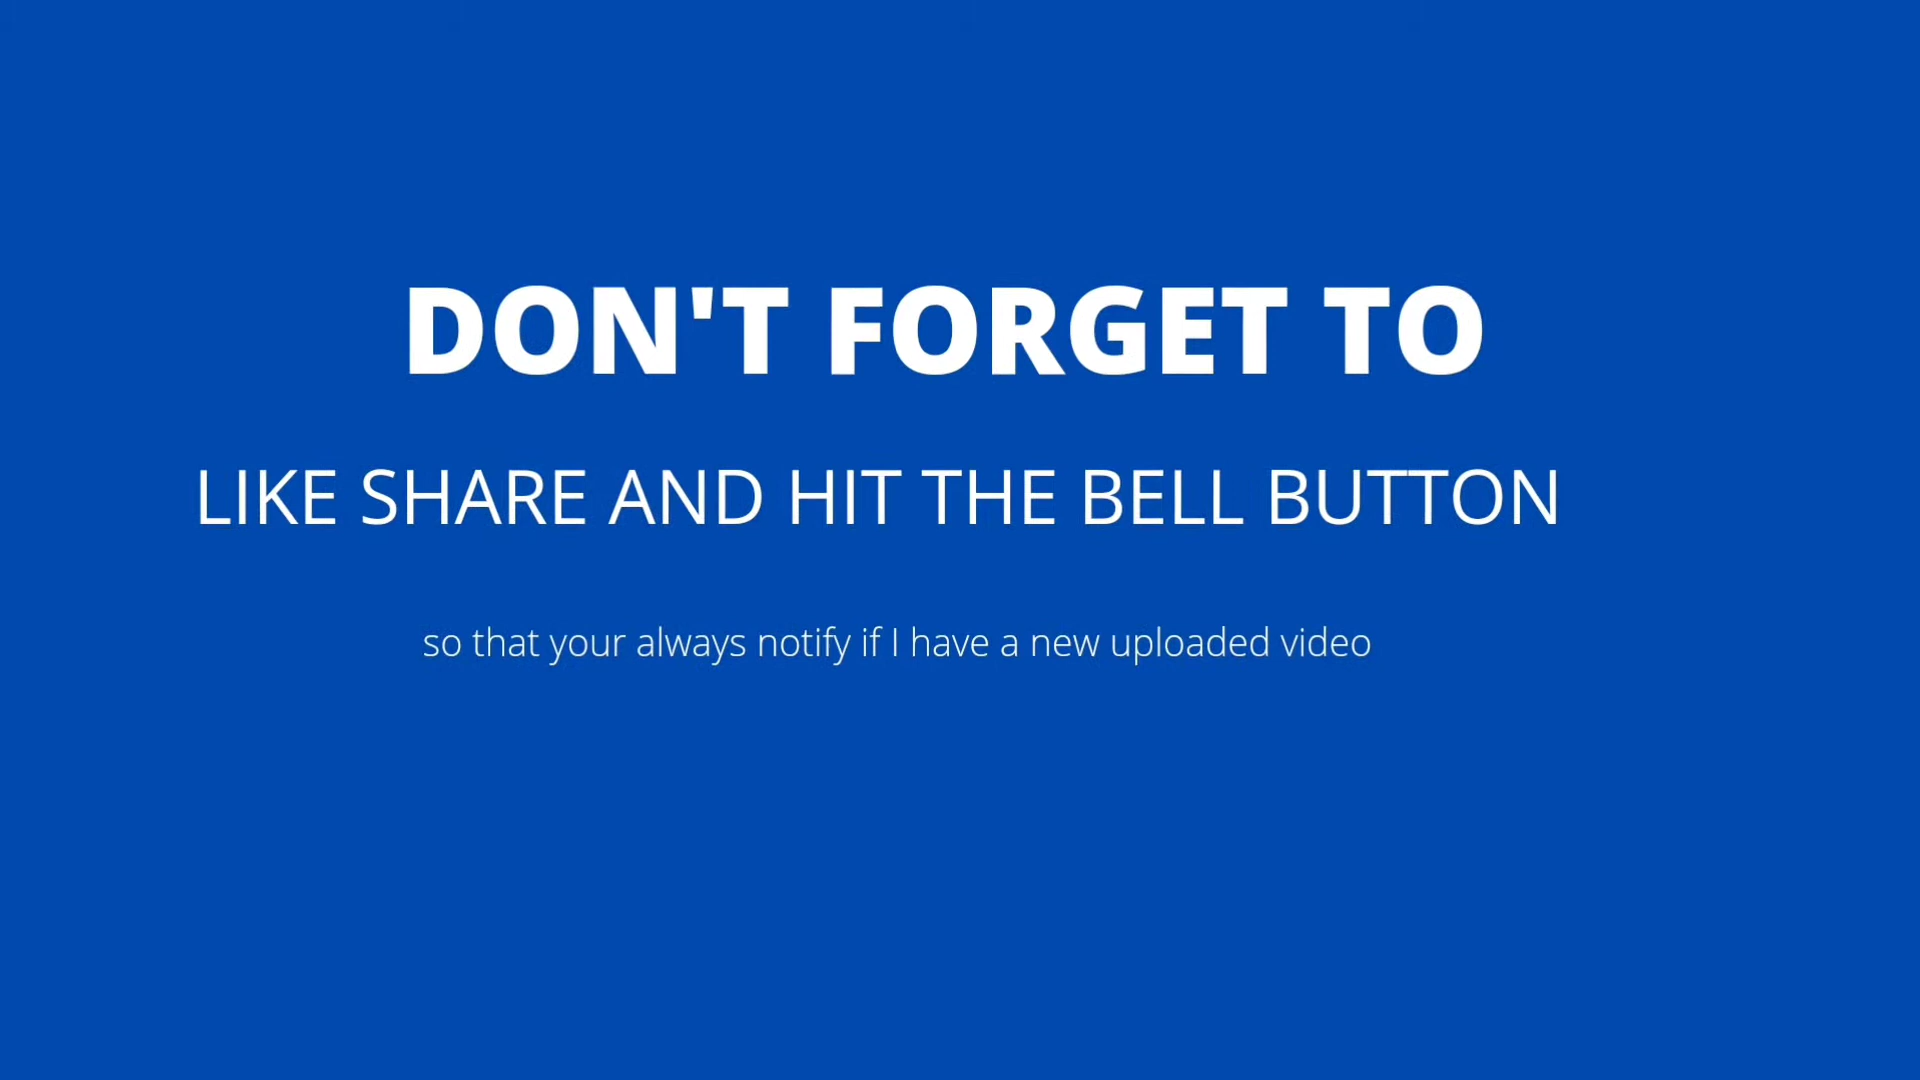 DON'T FORGET TO
LIKE SHARE AND HIT THE BELL BUTTON
so that your always notify if I have a new uploaded video